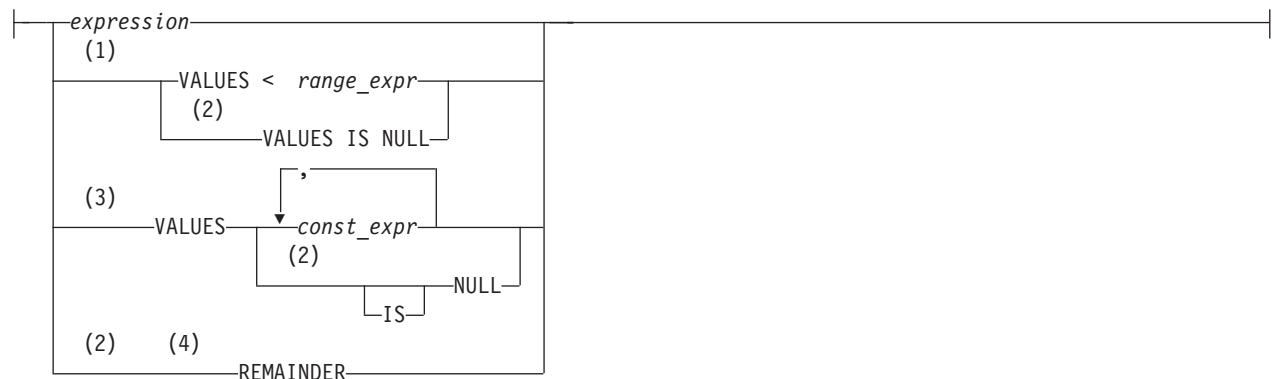 expression
(1)
VALUES < range_expr
(2)
VALUES IS NULL
,
(3)
VALUES const_expr
(2)
NULL
IS
(2) (4)
REMAINDER